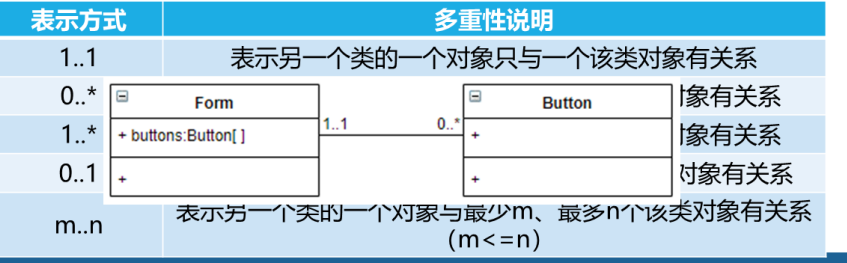 表示方式 多重性说明
1..1 表示另一个类的一个对象只与一个该类对象有关系
0..* 对象有关系
1..* 对象有关系
0..1 对象有关系
Form
+ buttons:Button[ ]
+
1..1 0..*
Button
+
+
m..n 表示另一个类的一个对象与最少m、最多n个该类对象有关系
(m<=n)